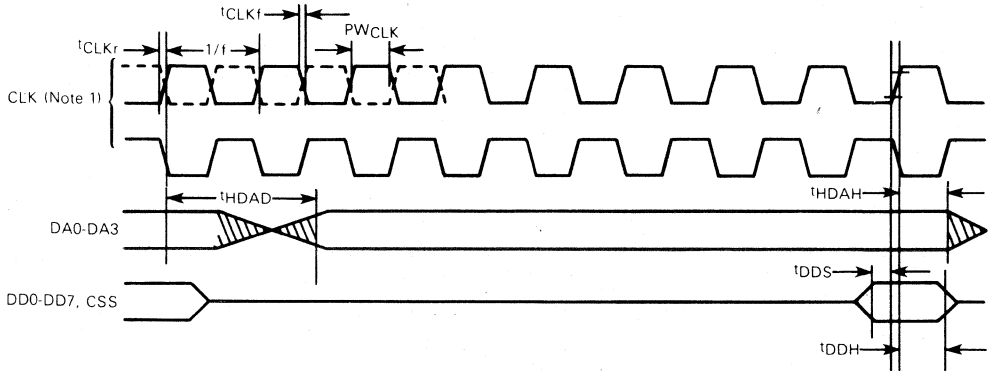 tCLKf
PWCLK
tCLKr
1/f
CLK (Note 1)
tHDAD
tHDAH
DA0-DA3
tDDS
DD0-DD7, CSS
tDDH